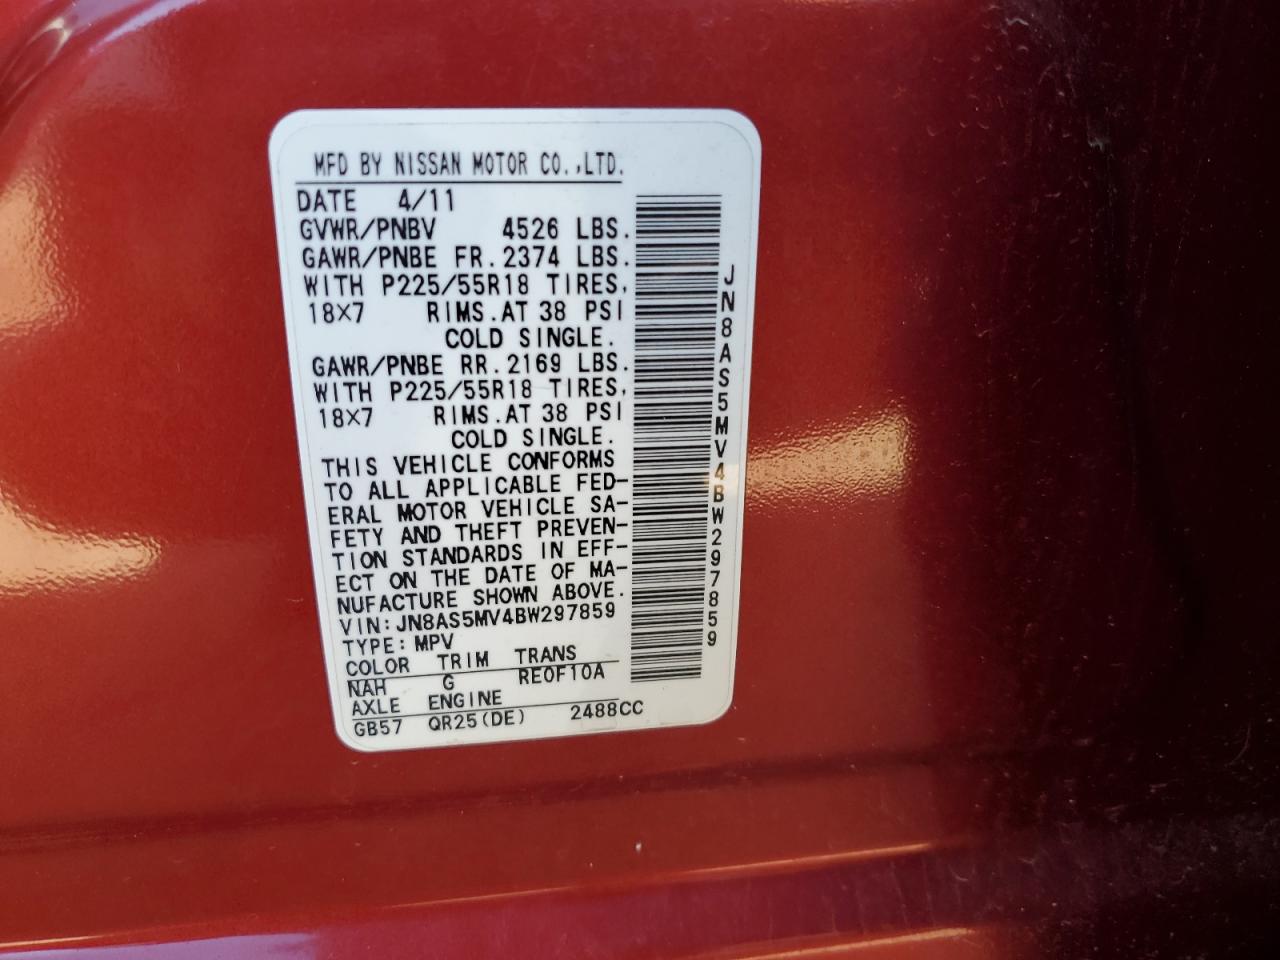 MFD BY NISSAN MOTOR CO.,LTD.
DATE 4/11
GVWR/PNBV 4526 LBS.
GAWR/PNBE FR. 2374 LBS.
WITH P225/55R18 TIRES,
18×7 RIMS.AT 38 PSI
COLD SINGLE.
GAWR/PNBE RR. 2169 LBS.
WITH P225/55R18 TIRES,
18×7 RIMS.AT 38 PSI
COLD SINGLE.
THIS VEHICLE CONFORMS
TO ALL APPLICABLE FED-
ERAL MOTOR VEHICLE SA-
FETY AND THEFT PREVEN-
TION STANDARDS IN EFF-
ECT ON THE DATE OF MA-
NUFACTURE SHOWN ABOVE.
VIN:JN8AS5MV4BW297859
TYPE:MPV
COLOR TRIM TRANS
NAH G RE0F10A
AXLE ENGINE
GB57 QR25(DE) 2488CC
JN8AS5MV4BW297859